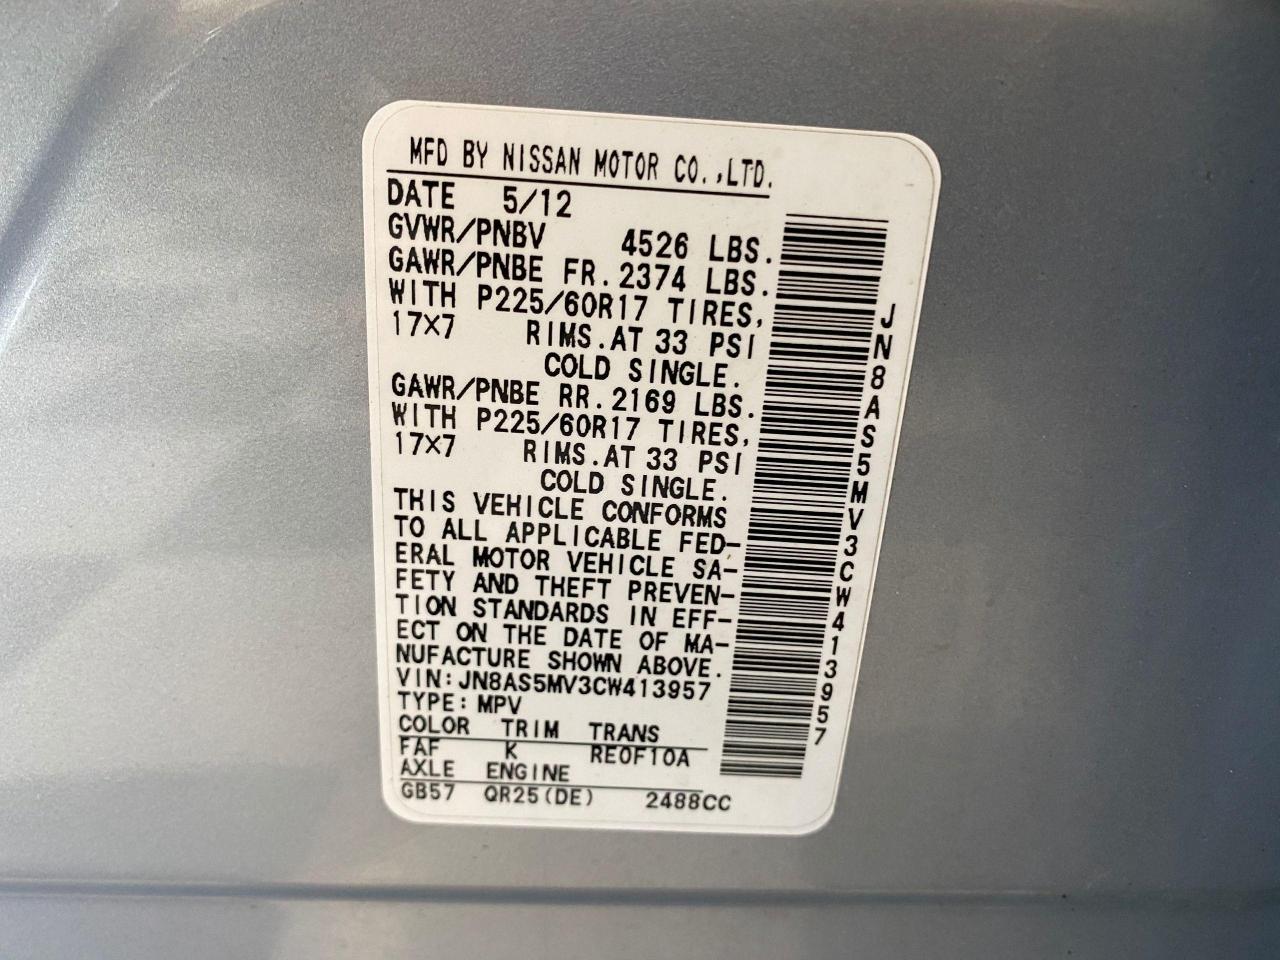 MFD BY NISSAN MOTOR CO.,LTD.
DATE 5/12
GVWR/PNBV 4526 LBS.
GAWR/PNBE FR.2374 LBS.
WITH P225/60R17 TIRES,
17X7 RIMS.AT 33 PSI
COLD SINGLE.
GAWR/PNBE RR.2169 LBS.
WITH P225/60R17 TIRES,
17X7 RIMS.AT 33 PSI
COLD SINGLE.
THIS VEHICLE CONFORMS
TO ALL APPLICABLE FED-
ERAL MOTOR VEHICLE SA-
FETY AND THEFT PREVEN-
TION STANDARDS IN EFF-
ECT ON THE DATE OF MA-
NUFACTURE SHOWN ABOVE.
VIN:JN8AS5MV3CW413957
TYPE:MPV
COLOR TRIM TRANS
FAF K RE0F10A
AXLE ENGINE
GB57 QR25(DE) 2488CC
JN8AS5MV3CW413957